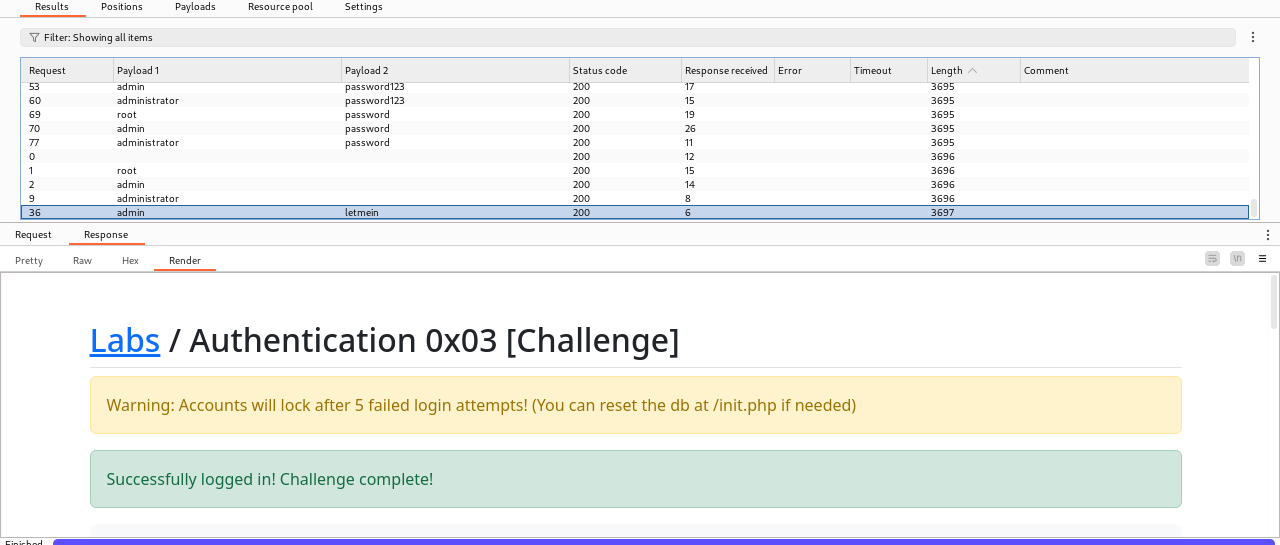 Results Positions Payloads Resource pool Settings
Filter: Showing all items
Request Payload 1 Payload 2 Status code Response received Error Timeout Length Comment
53 admin password123 200 17 3695
60 administrator password123 200 15 3695
69 root password 200 19 3695
70 admin password 200 26 3695
77 administrator password 200 11 3695
0 200 12 3696
1 root 200 15 3696
2 admin 200 14 3696
9 administrator 200 8 3696
36 admin letmein 200 6 3697
Request Response
Pretty Raw Hex Render \n
Labs / Authentication 0x03 [Challenge]
Warning: Accounts will lock after 5 failed login attempts! (You can reset the db at /init.php if needed)
Successfully logged in! Challenge complete!
Finished